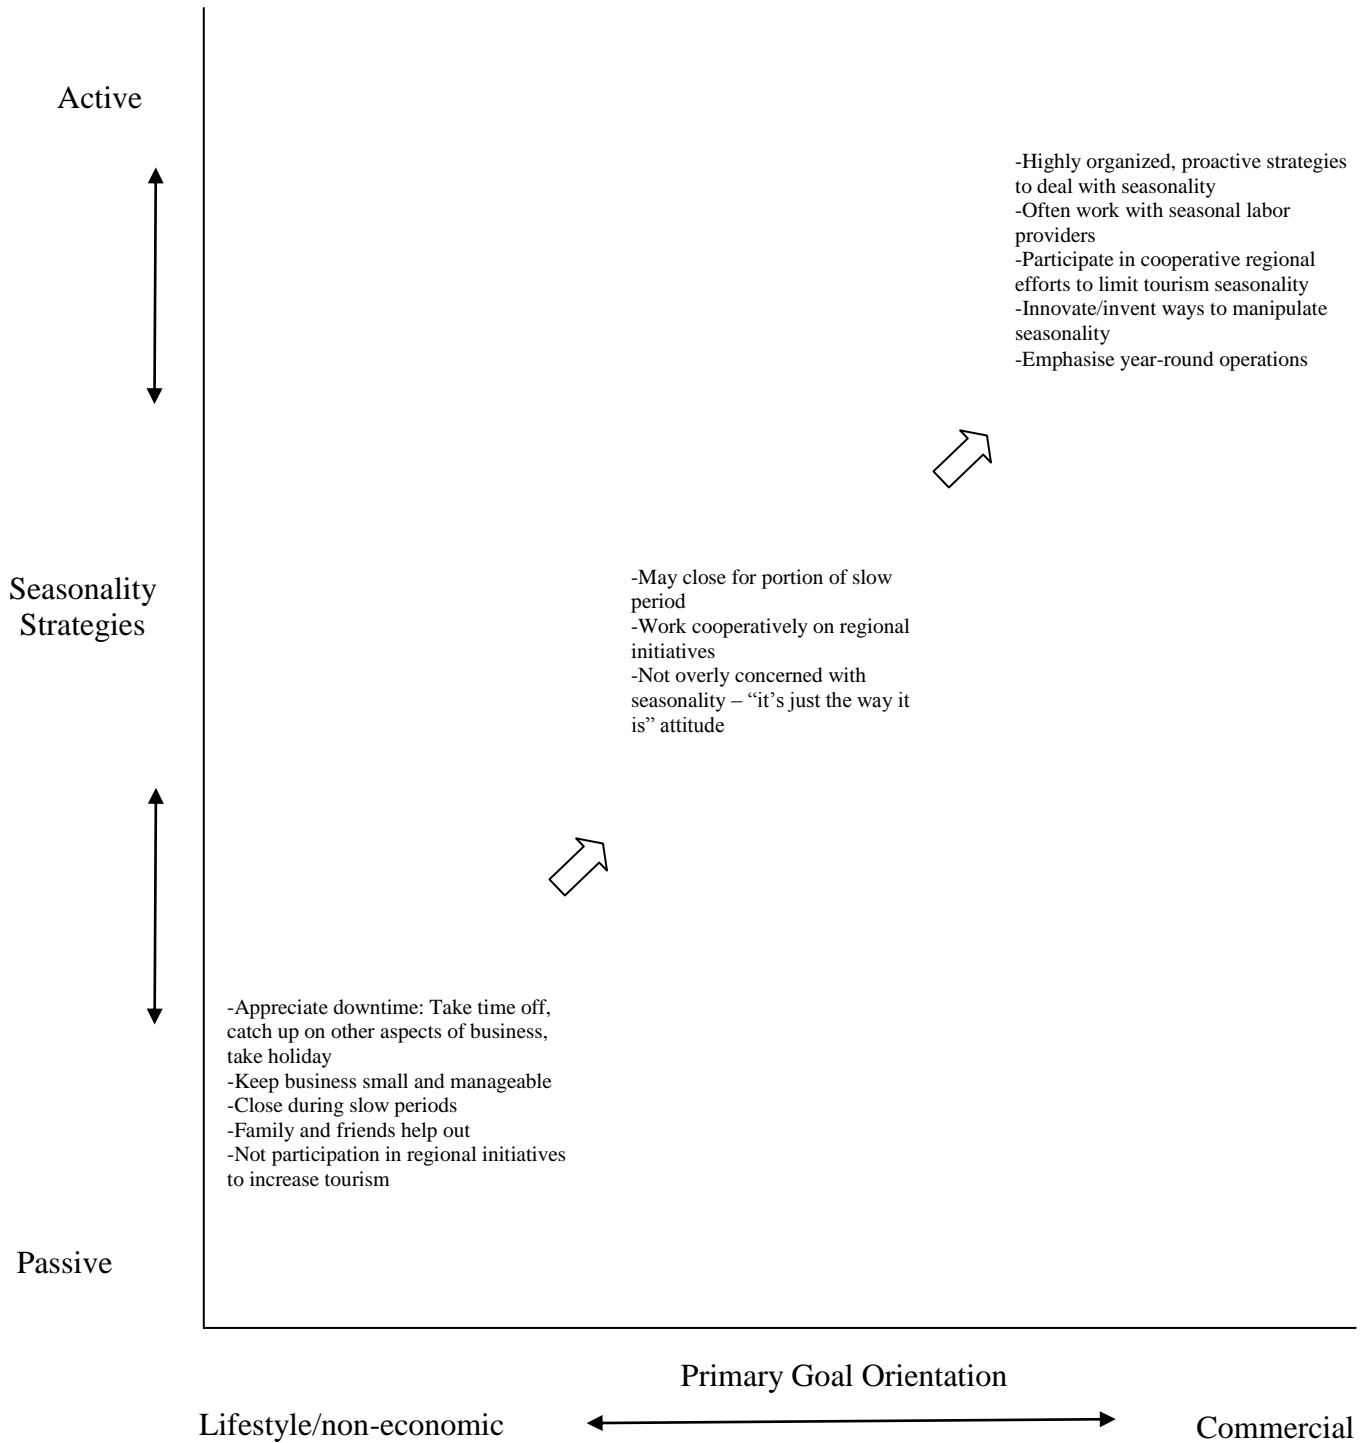 Active
-Highly organized, proactive strategies
to deal with seasonality
-Often work with seasonal labor
providers
-Participate in cooperative regional
efforts to limit tourism seasonality
-Innovate/invent ways to manipulate
seasonality
-Emphasise year-round operations
Seasonality
Strategies
-May close for portion of slow
period
-Work cooperatively on regional
initiatives
-Not overly concerned with
seasonality – “it’s just the way it
is” attitude
-Appreciate downtime: Take time off,
catch up on other aspects of business,
take holiday
-Keep business small and manageable
-Close during slow periods
-Family and friends help out
-Not participation in regional initiatives
to increase tourism
Passive
Primary Goal Orientation
Lifestyle/non-economic
Commercial